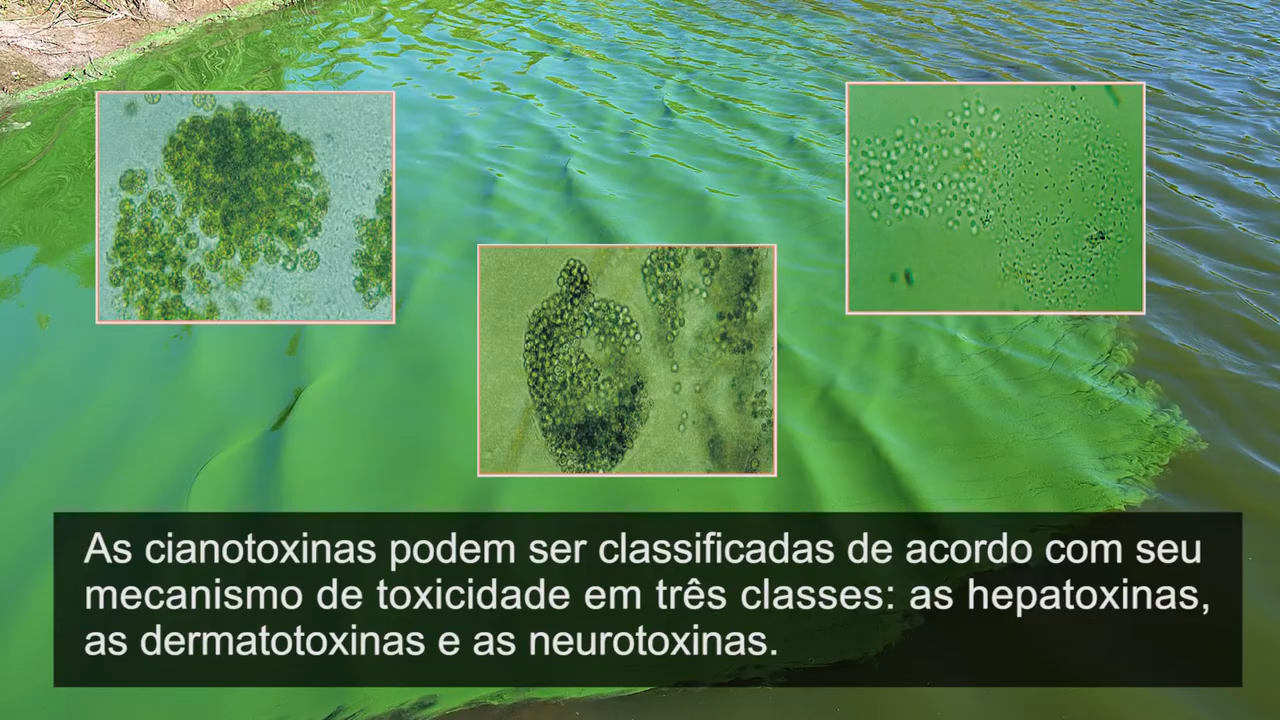 As cianotoxinas podem ser classificadas de acordo com seu
mecanismo de toxicidade em três classes: as hepatoxinas,
as dermatotoxinas e as neurotoxinas.